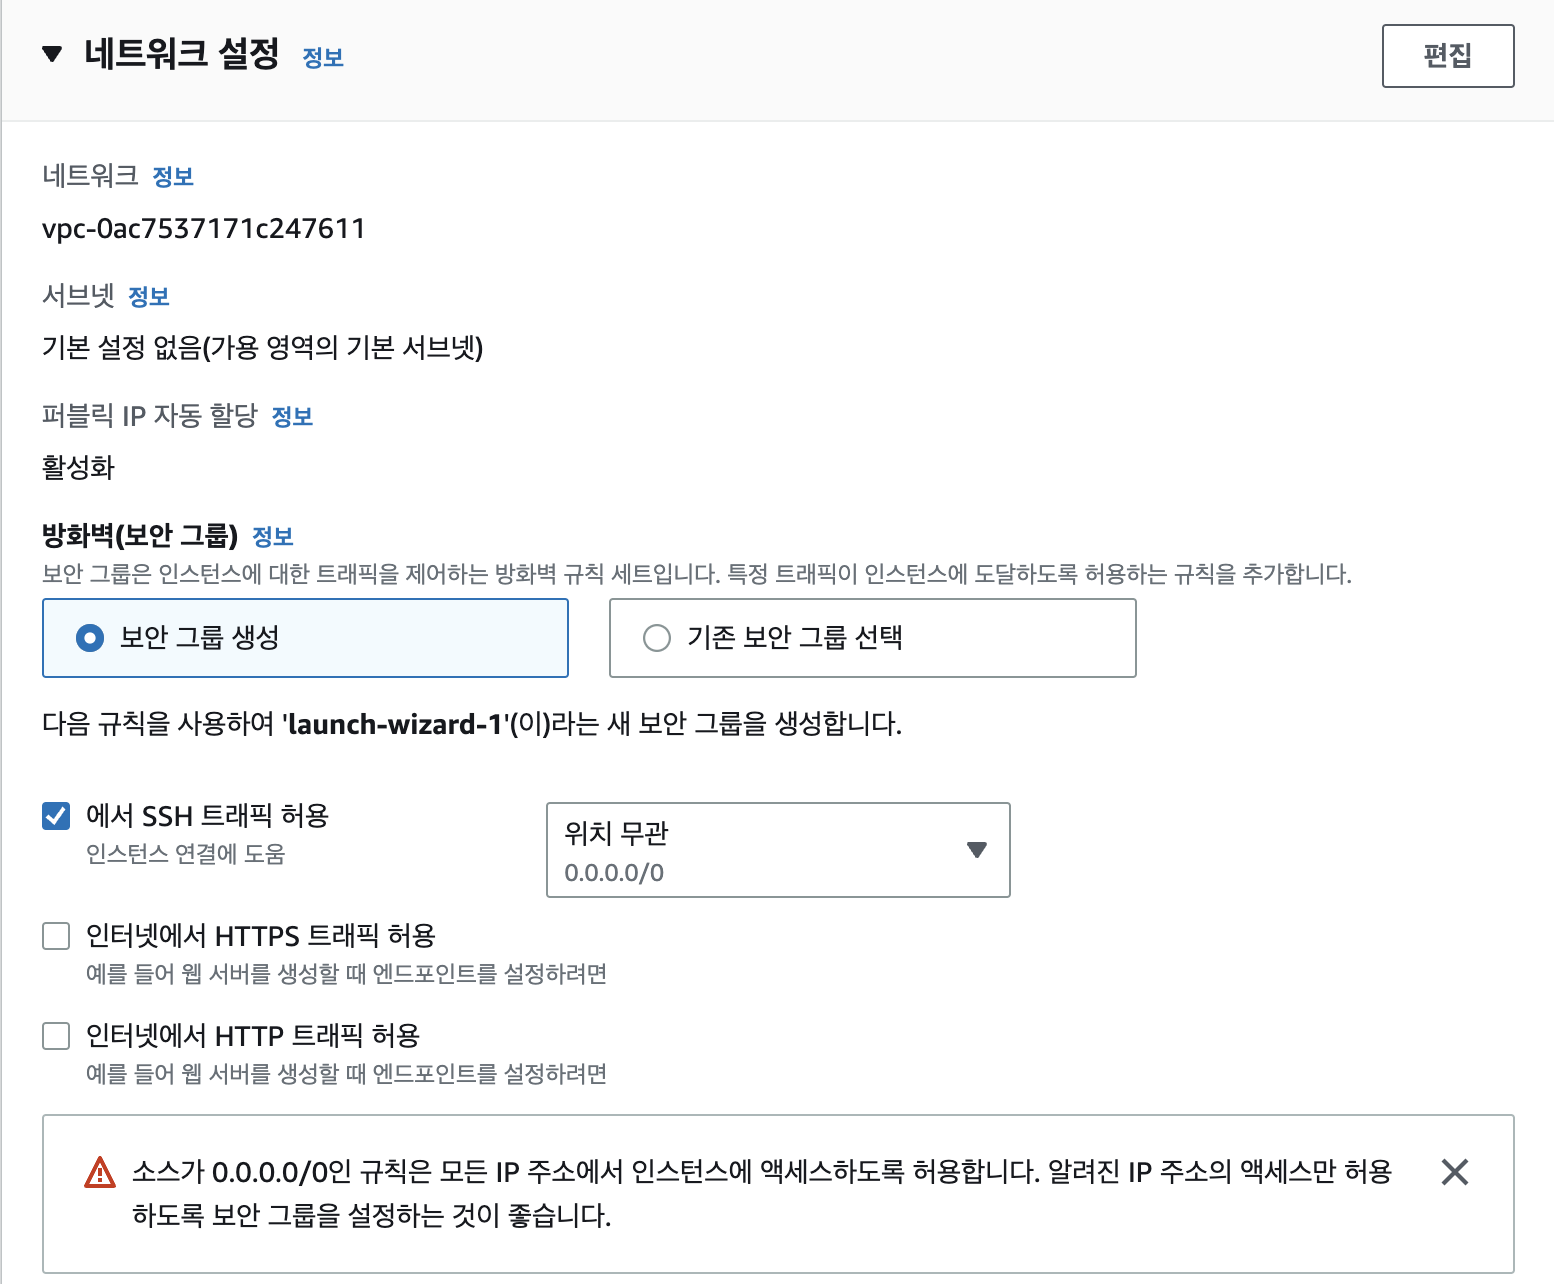 네트워크 설정 정보
편집
네트워크 정보
vpc-0ac7537171c247611
서브넷 정보
기본 설정 없음(가용 영역의 기본 서브넷)
퍼블릭 IP 자동 할당 정보
활성화
방화벽(보안 그룹) 정보
보안 그룹은 인스턴스에 대한 트래픽을 제어하는 방화벽 규칙 세트입니다. 특정 트래픽이 인스턴스에 도달하도록 허용하는 규칙을 추가합니다.
보안 그룹 생성
기존 보안 그룹 선택
다음 규칙을 사용하여 'launch-wizard-1'(이)라는 새 보안 그룹을 생성합니다.
에서 SSH 트래픽 허용
인스턴스 연결에 도움
위치 무관
0.0.0.0/0
인터넷에서 HTTPS 트래픽 허용
예를 들어 웹 서버를 생성할 때 엔드포인트를 설정하려면
인터넷에서 HTTP 트래픽 허용
예를 들어 웹 서버를 생성할 때 엔드포인트를 설정하려면
소스가 0.0.0.0/0인 규칙은 모든 IP 주소에서 인스턴스에 액세스하도록 허용합니다. 알려진 IP 주소의 액세스만 허용
하도록 보안 그룹을 설정하는 것이 좋습니다.